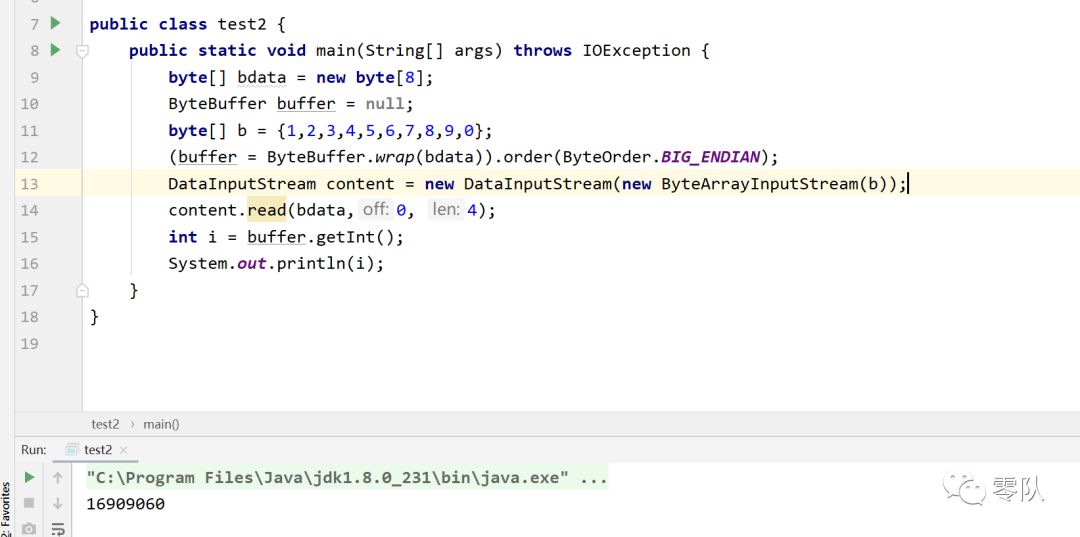 7 public class test2 {
8 public static void main(String[] args) throws IOException {
9 byte[] bdata = new byte[8];
10 ByteBuffer buffer = null;
11 byte[] b = {1,2,3,4,5,6,7,8,9,0};
12 (buffer = ByteBuffer.wrap(bdata)).order(ByteOrder.BIG_ENDIAN);
13 DataInputStream content = new DataInputStream(new ByteArrayInputStream(b));
14 content.read(bdata, off: 0, len: 4);
15 int i = buffer.getInt();
16 System.out.println(i);
17 }
18 }
19
test2 › main()
Run: test2 ×
"C:\Program Files\Java\jdk1.8.0_231\bin\java.exe" ...
16909060
Favorites
零队